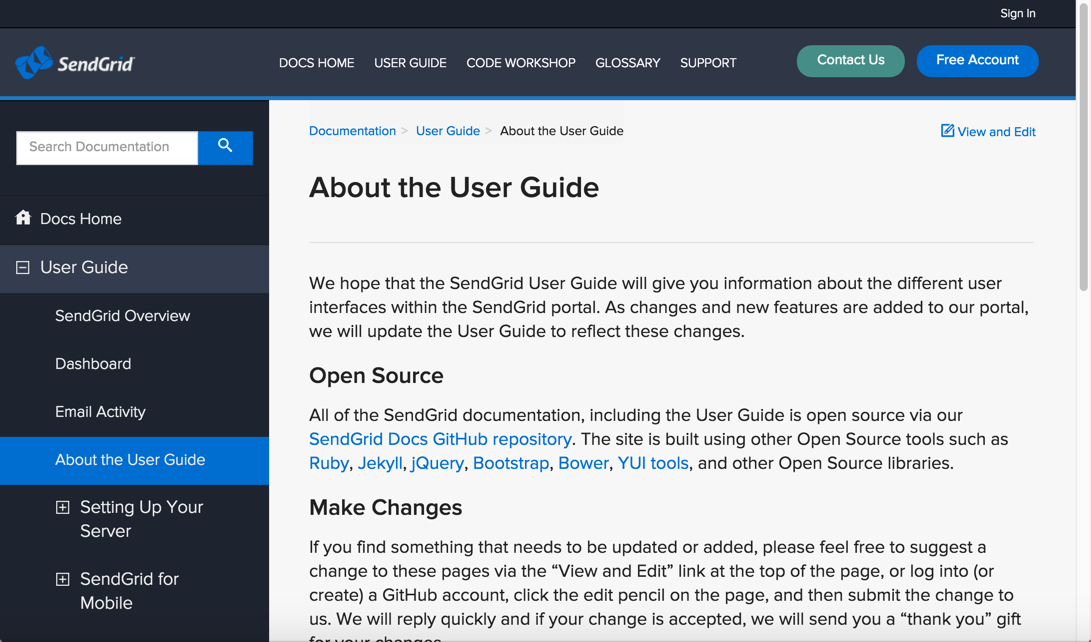 Sign In
SendGrid
DOCS HOME USER GUIDE CODE WORKSHOP GLOSSARY SUPPORT Contact Us Free Account
Search Documentation
Docs Home
User Guide
SendGrid Overview
Dashboard
Email Activity
About the User Guide
Setting Up Your
Server
SendGrid for
Mobile
Documentation > User Guide > About the User Guide
View and Edit
About the User Guide
We hope that the SendGrid User Guide will give you information about the different user
interfaces within the SendGrid portal. As changes and new features are added to our portal,
we will update the User Guide to reflect these changes.
Open Source
All of the SendGrid documentation, including the User Guide is open source via our
SendGrid Docs GitHub repository. The site is built using other Open Source tools such as
Ruby, Jekyll, jQuery, Bootstrap, Bower, YUI tools, and other Open Source libraries.
Make Changes
If you find something that needs to be updated or added, please feel free to suggest a
change to these pages via the “View and Edit” link at the top of the page, or log into (or
create) a GitHub account, click the edit pencil on the page, and then submit the change to
us. We will reply quickly and if your change is accepted, we will send you a “thank you” gift
for your changes.